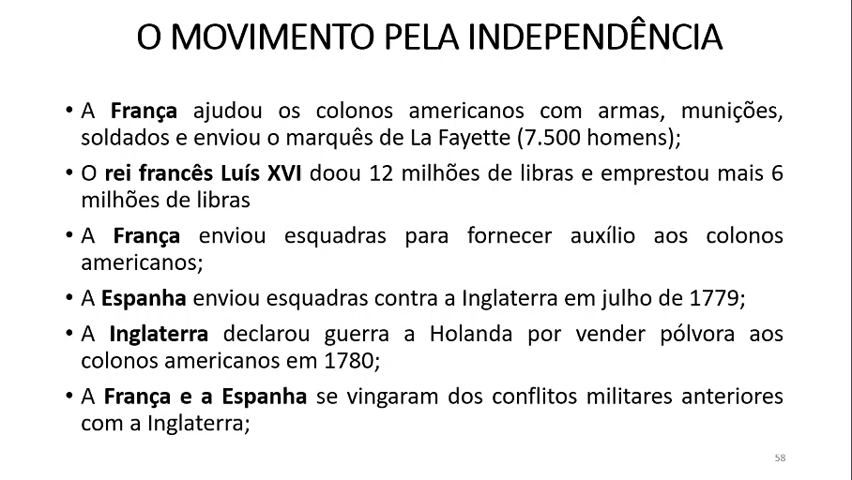 O MOVIMENTO PELA INDEPENDÊNCIA
• A França ajudou os colonos americanos com armas, munições,
soldados e enviou o marquês de La Fayette (7.500 homens);
• O rei francês Luís XVI doou 12 milhões de libras e emprestou mais 6
milhões de libras
• A França enviou esquadras para fornecer auxílio aos colonos
americanos;
• A Espanha enviou esquadras contra a Inglaterra em julho de 1779;
• A Inglaterra declarou guerra a Holanda por vender pólvora aos
colonos americanos em 1780;
• A França e a Espanha se vingaram dos conflitos militares anteriores
com a Inglaterra;
58